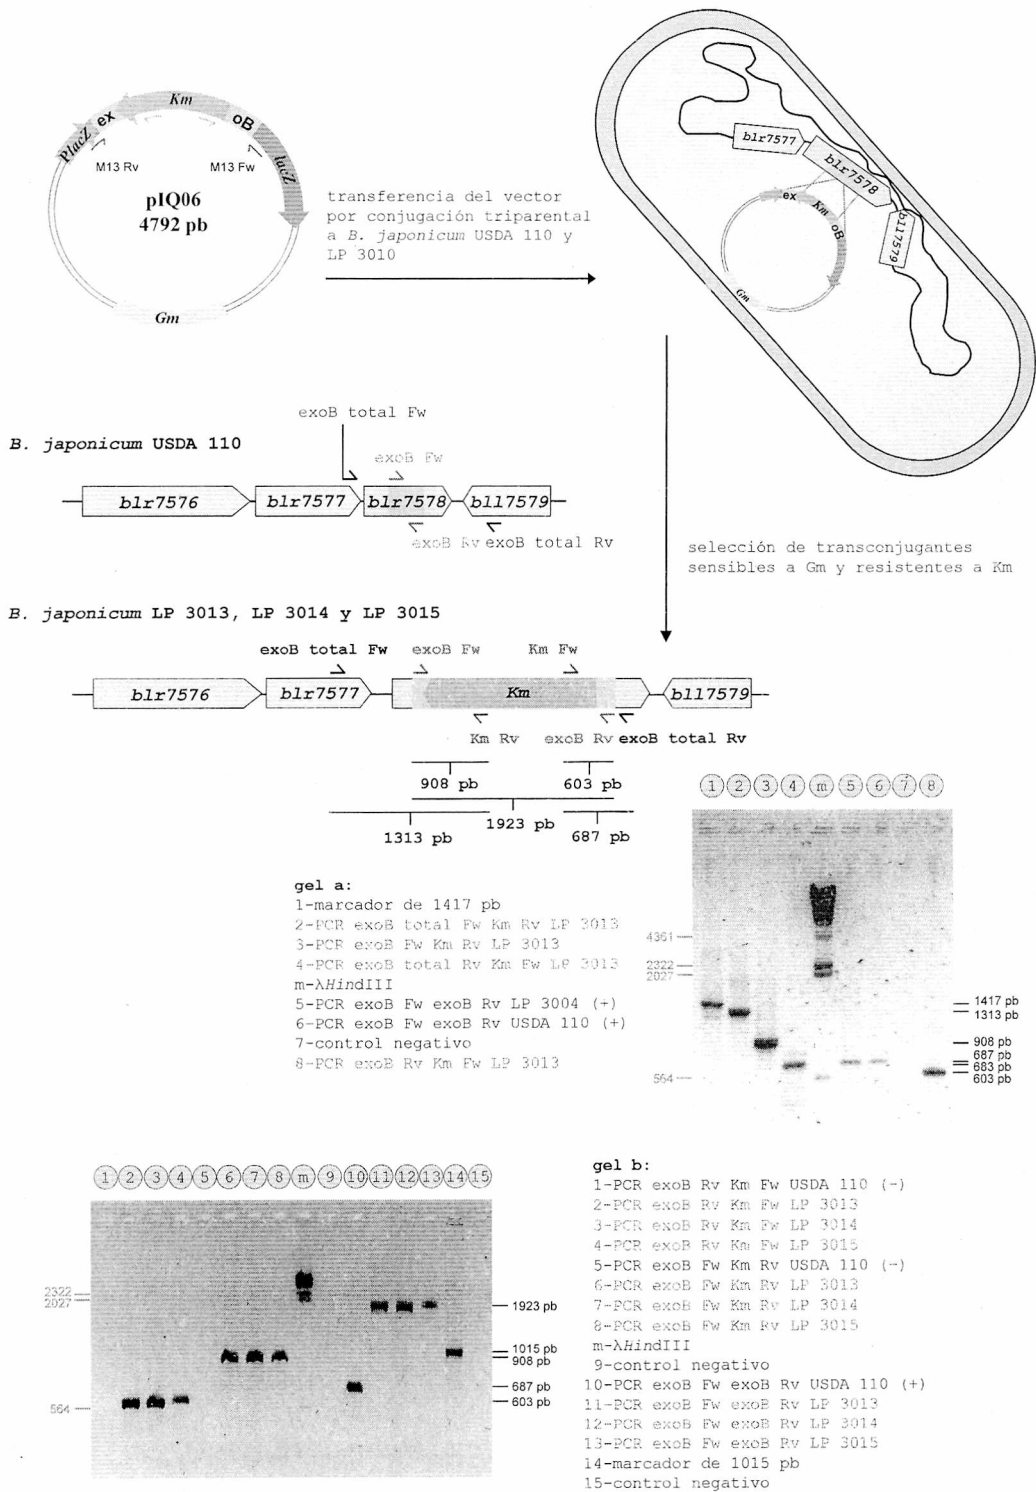 Km
ex
oB
PlacZ
lacZ
M13 Rv
M13 Fw
pIQ06
4792 pb
Gm
transferencia del vector
por conjugación triparental
a B. japonicum USDA 110 y
LP 3010
blr7577
blr7578
bll7579
ex
Km
oB
Gm
exoB total Fw
B. japonicum USDA 110
exoB Fw
blr7576
blr7577
blr7578
bll7579
exoB Rv exoB total Rv
selección de transconjugantes
sensibles a Gm y resistentes a Km
B. japonicum LP 3013, LP 3014 y LP 3015
exoB total Fw
exoB Fw
Km Fw
blr7576
blr7577
Km
bll7579
Km Rv
exoB Rv
exoB total Rv
908 pb
603 pb
1923 pb
1313 pb
687 pb
1 2 3 4 m 5 6 7 8
4361
2322
2027
564
1417 pb
1313 pb
908 pb
687 pb
683 pb
603 pb
gel a:
1-marcador de 1417 pb
2-PCR exoB total Fw Km Rv LP 3013
3-PCR exoB Fw Km Rv LP 3013
4-PCR exoB total Rv Km Fw LP 3013
m-λHindIII
5-PCR exoB Fw exoB Rv LP 3004 (+)
6-PCR exoB Fw exoB Rv USDA 110 (+)
7-control negativo
8-PCR exoB Rv Km Fw LP 3013
1 2 3 4 5 6 7 8 m 9 10 11 12 13 14 15
2322
2027
564
1923 pb
1015 pb
908 pb
687 pb
603 pb
gel b:
1-PCR exoB Rv Km Fw USDA 110 (-)
2-PCR exoB Rv Km Fw LP 3013
3-PCR exoB Rv Km Fw LP 3014
4-PCR exoB Rv Km Fw LP 3015
5-PCR exoB Fw Km Rv USDA 110 (-)
6-PCR exoB Fw Km Rv LP 3013
7-PCR exoB Fw Km Rv LP 3014
8-PCR exoB Fw Km Rv LP 3015
m-λHindIII
9-control negativo
10-PCR exoB Fw exoB Rv USDA 110 (+)
11-PCR exoB Fw exoB Rv LP 3013
12-PCR exoB Fw exoB Rv LP 3014
13-PCR exoB Fw exoB Rv LP 3015
14-marcador de 1015 pb
15-control negativo